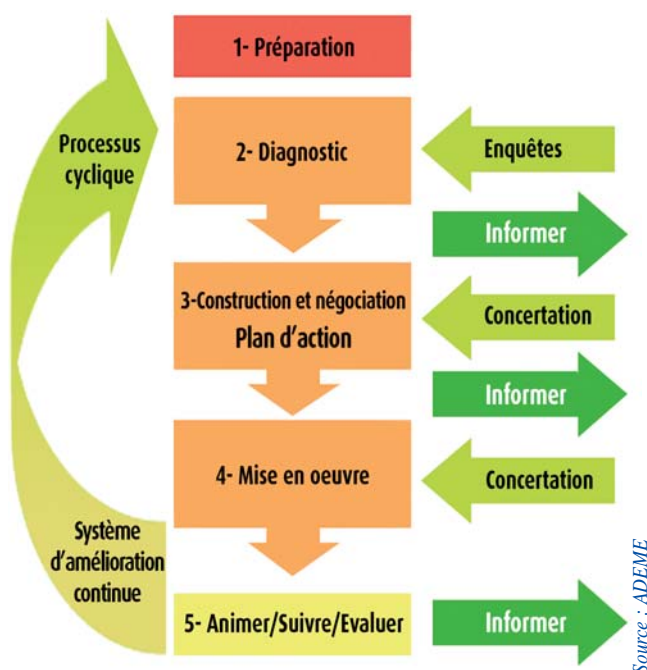 1- Préparation
Processus
cyclique
2- Diagnostic
Enquêtes
Informer
3-Construction et négociation
Plan d'action
Concertation
Informer
4- Mise en oeuvre
Concertation
Système
d'amélioration
continue
5- Animer/Suivre/Evaluer
Informer
Source : ADEME